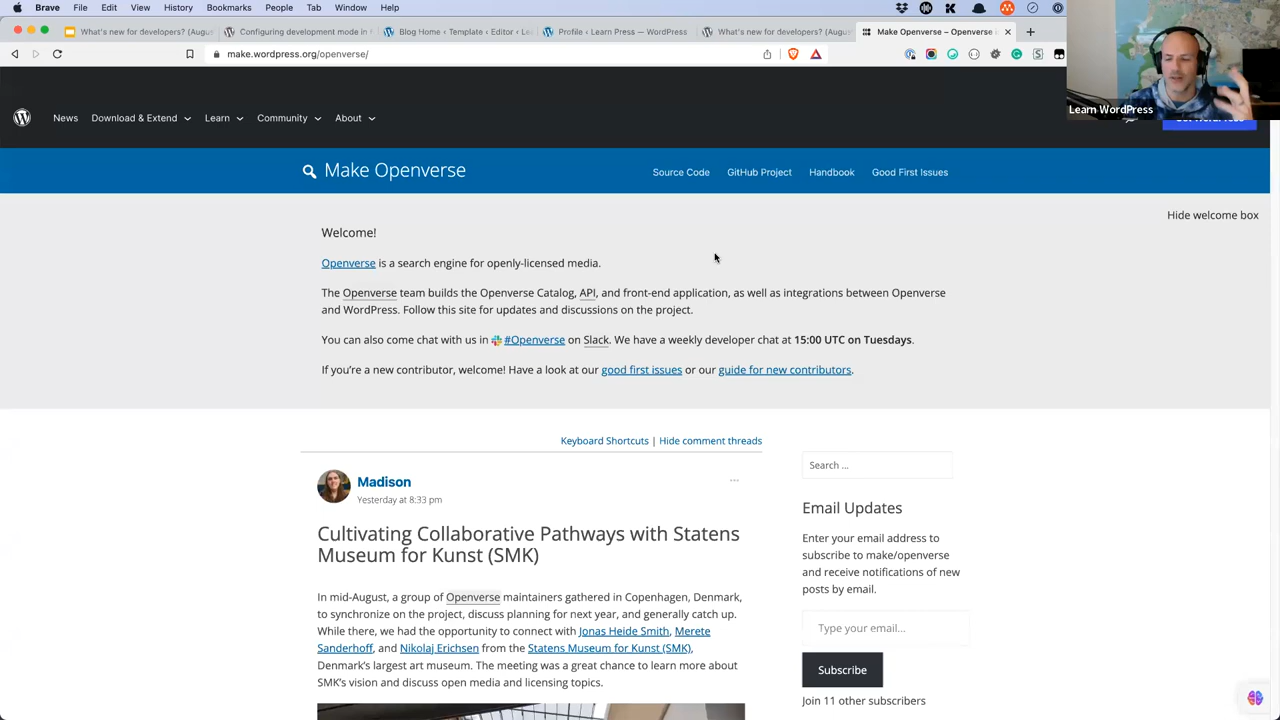 Brave File Edit View History Bookmarks Profiles Tab Window Help
What's new for developers? (Augu
Configuring development mode i
Blog Home ‹ Template ‹ Editor ‹ Le
Profile ‹ Learn Press — WordPress
What's new for developers? (Augus
Make Openverse – Openverse
make.wordpress.org/openverse/
Learn WordPress
News
Download & Extend
Learn
Community
About
Make Openverse
Source Code
GitHub Project
Handbook
Good First Issues
Hide welcome box
Welcome!
Openverse is a search engine for openly-licensed media.
The Openverse team builds the Openverse Catalog, API, and front-end application, as well as integrations between Openverse
and WordPress. Follow this site for updates and discussions on the project.
You can also come chat with us in #Openverse on Slack. We have a weekly developer chat at 15:00 UTC on Tuesdays.
If you're a new contributor, welcome! Have a look at our good first issues or our guide for new contributors.
Keyboard Shortcuts | Hide comment threads
Madison
Yesterday at 8:33 pm
Cultivating Collaborative Pathways with Statens
Museum for Kunst (SMK)
In mid-August, a group of Openverse maintainers gathered in Copenhagen, Denmark,
to synchronize on the project, discuss planning for next year, and generally catch up.
While there, we had the opportunity to connect with Jonas Heide Smith, Merete
Sanderhoff, and Nikolaj Erichsen from the Statens Museum for Kunst (SMK),
Denmark's largest art museum. The meeting was a great chance to learn more about
SMK's vision and discuss open media and licensing topics.
Search ...
Email Updates
Enter your email address to
subscribe to make/openverse
and receive notifications of new
posts by email.
Type your email...
Subscribe
Join 11 other subscribers